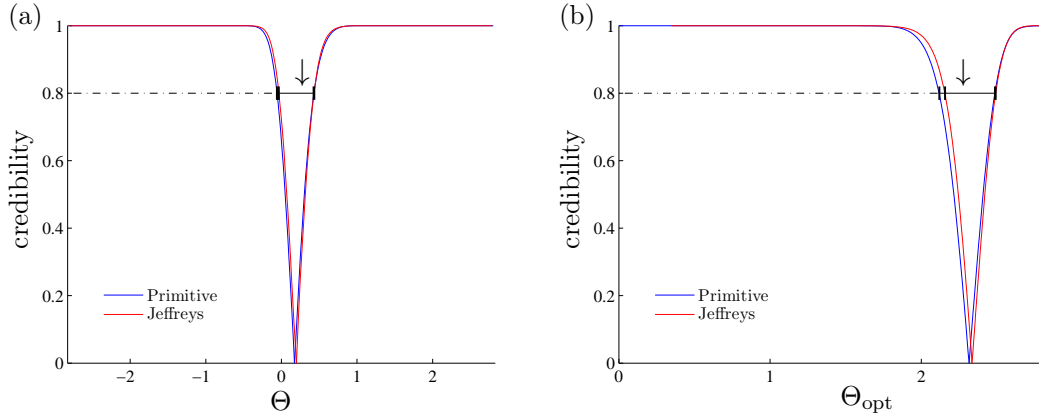 (a)
1
0.8
0.6
0.4
0.2
0
credibility
Primitive
Jeffreys
−2
−1
0
1
2
Θ
(b)
1
0.8
0.6
0.4
0.2
0
credibility
Primitive
Jeffreys
0
1
2
Θopt